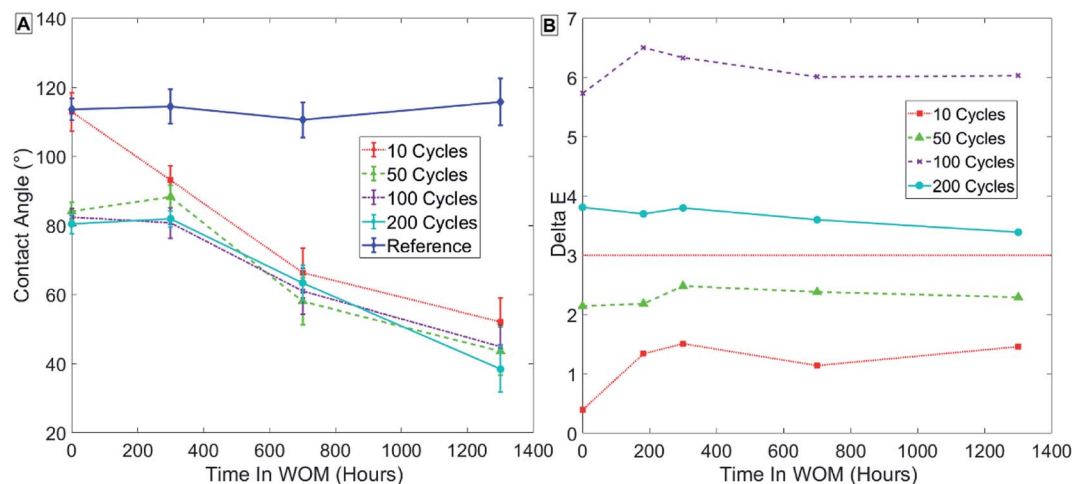 A
140
120
100
80
60
40
20
Contact Angle (°)
0 200 400 600 800 1000 1200 1400
Time In WOM (Hours)
10 Cycles
50 Cycles
100 Cycles
200 Cycles
Reference
B
7
6
5
4
3
2
1
0
Delta E
0 200 400 600 800 1000 1200 1400
Time In WOM (Hours)
10 Cycles
50 Cycles
100 Cycles
200 Cycles